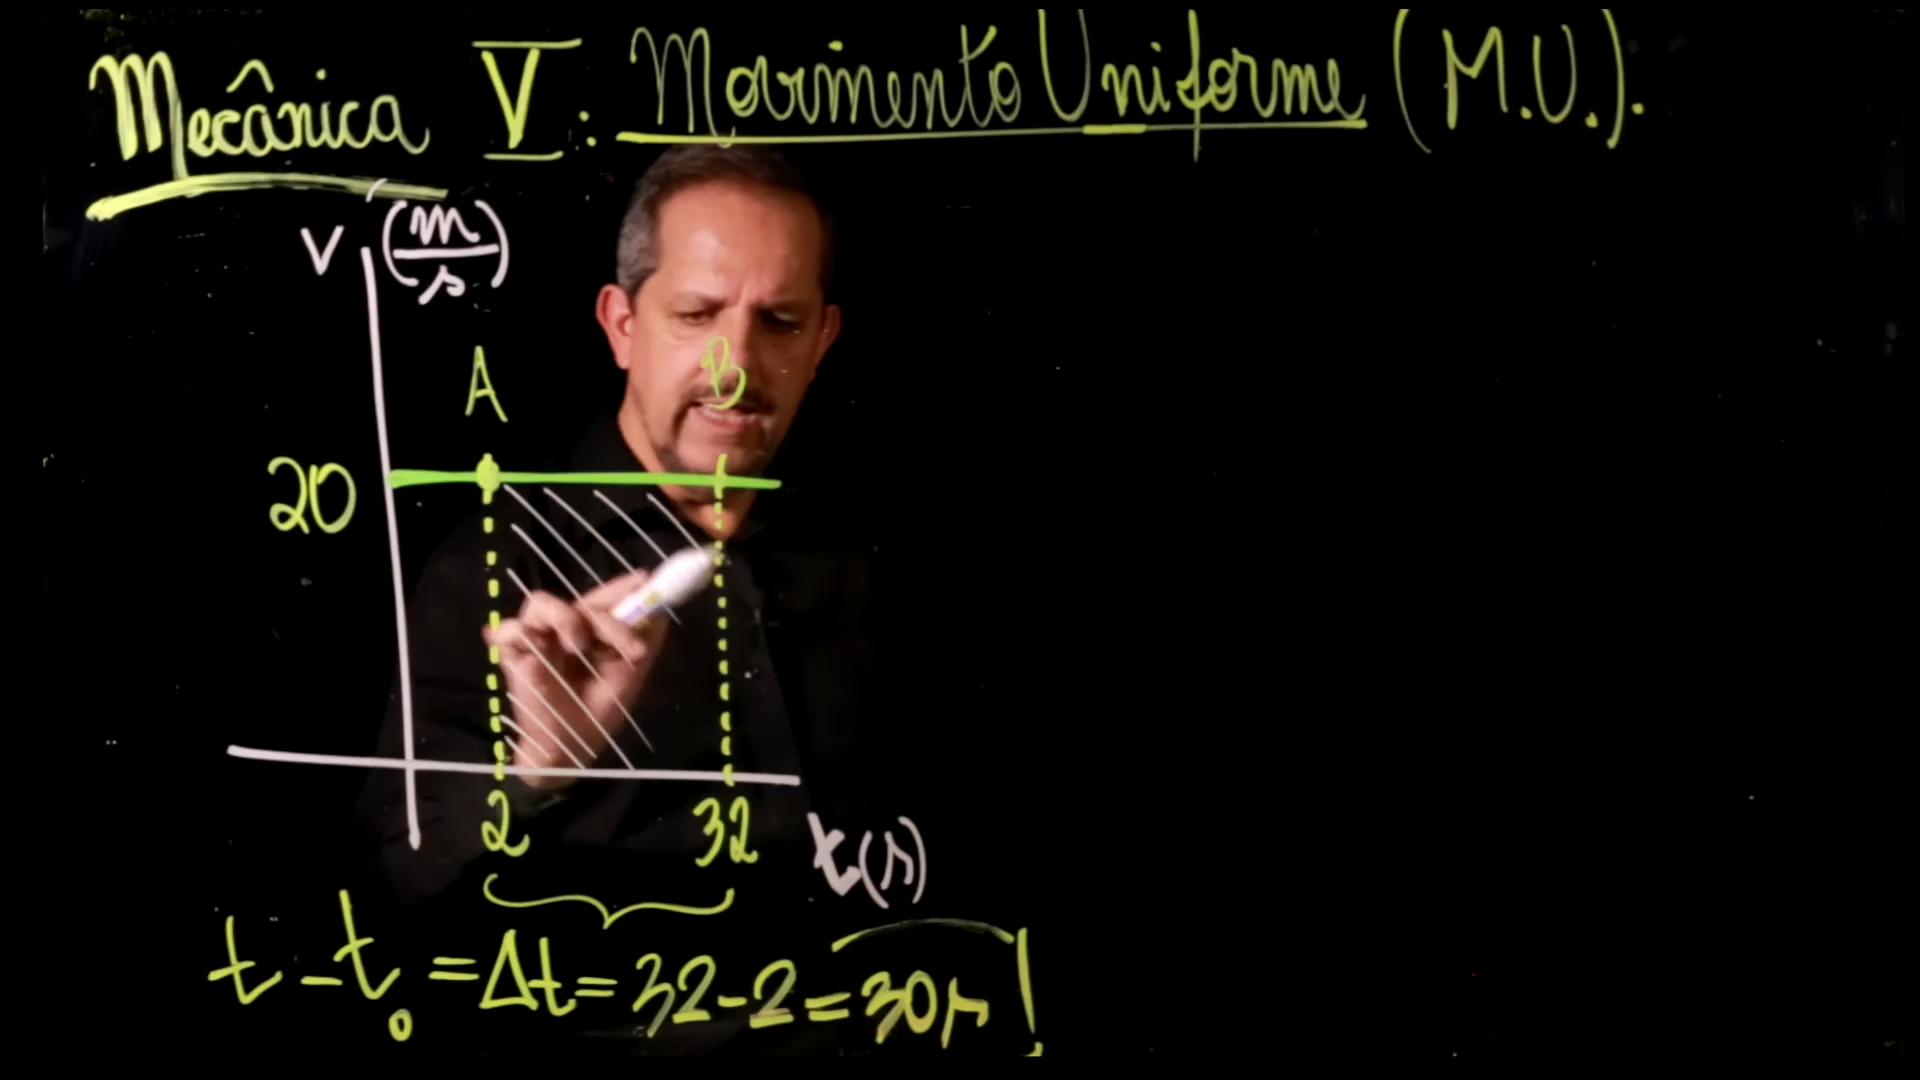 Mecânica V: Movimento Uniforme (M.U.).
v (m/s)
A B
20
2 32
t(s)
t - t₀ = Δt = 32 - 2 = 30s